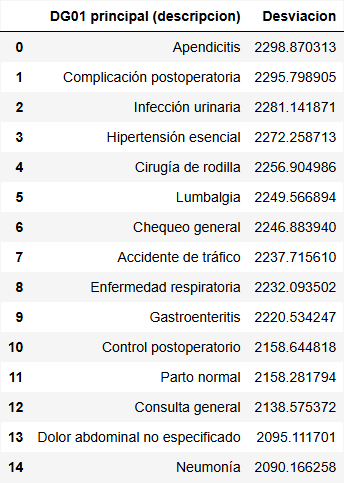 DG01 principal (descripcion) Desviacion
0 Apendicitis 2298.870313
1 Complicación postoperatoria 2295.798905
2 Infección urinaria 2281.141871
3 Hipertensión esencial 2272.258713
4 Cirugía de rodilla 2256.904986
5 Lumbalgia 2249.566894
6 Chequeo general 2246.883940
7 Accidente de tráfico 2237.715610
8 Enfermedad respiratoria 2232.093502
9 Gastroenteritis 2220.534247
10 Control postoperatorio 2158.644818
11 Parto normal 2158.281794
12 Consulta general 2138.575372
13 Dolor abdominal no especificado 2095.111701
14 Neumonía 2090.166258